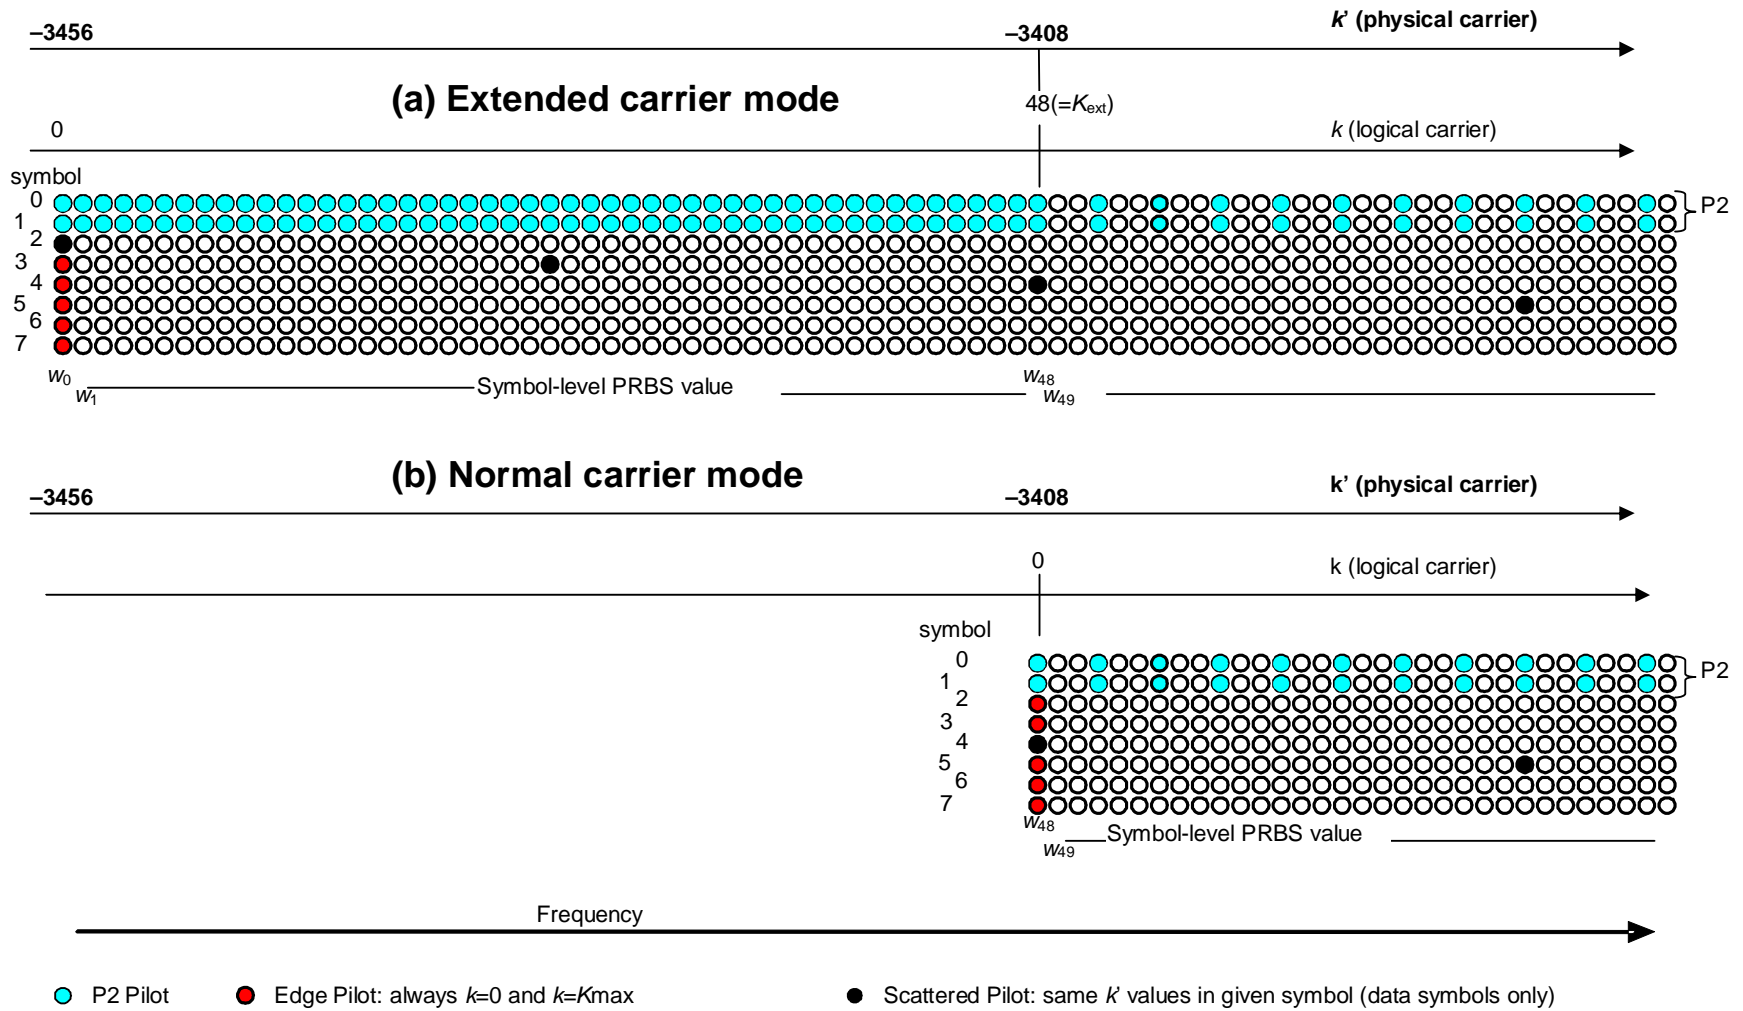 k’ (physical carrier)
–3456
–3408
(a) Extended carrier mode
48(=Kext)
0
k (logical carrier)
symbol
0
1
2
3
4
5
6
7
P2
w0
w1
Symbol-level PRBS value
w48
w49
(b) Normal carrier mode
–3456
–3408
k’ (physical carrier)
0
k (logical carrier)
symbol
0
1
2
3
4
5
6
7
P2
w48
w49
Symbol-level PRBS value
Frequency
P2 Pilot
Edge Pilot: always k=0 and k=Kmax
Scattered Pilot: same k’ values in given symbol (data symbols only)